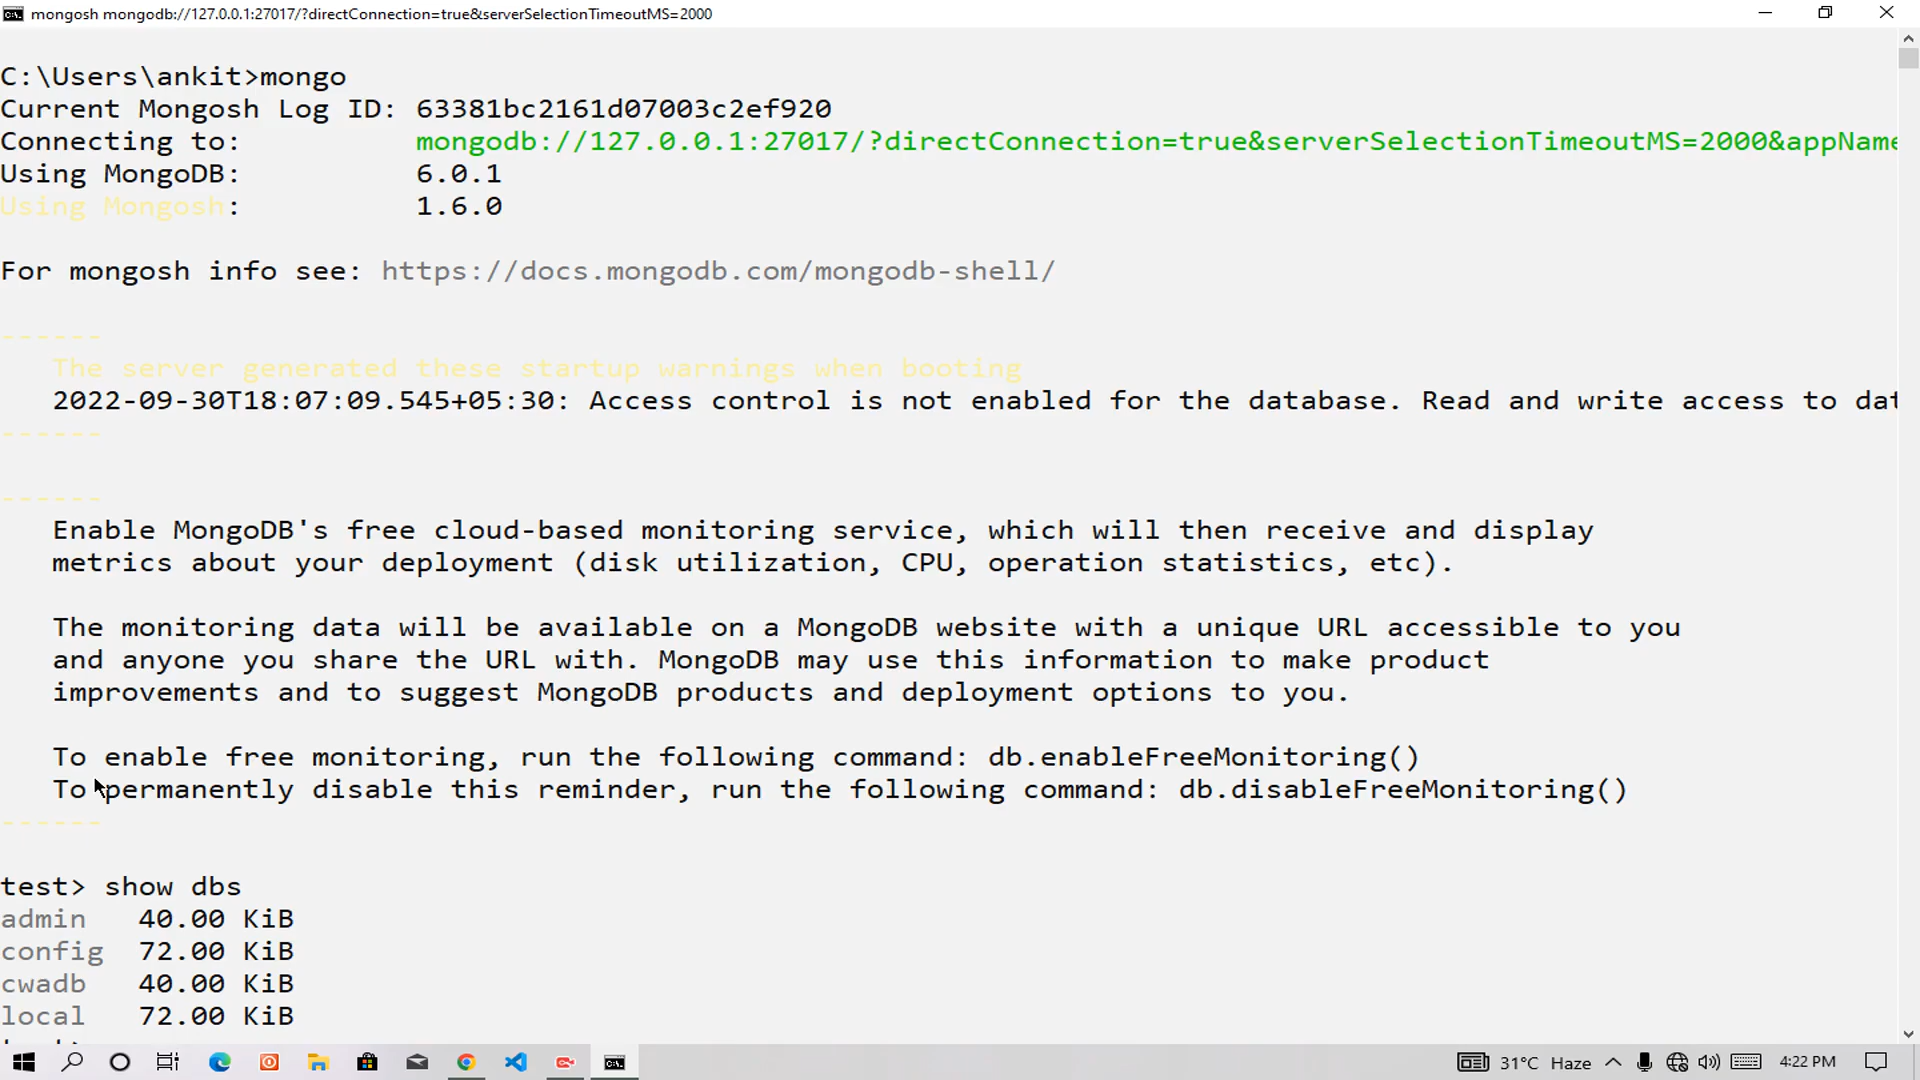 mongosh mongodb://127.0.0.1:27017/?directConnection=true&serverSelectionTimeoutMS=2000
C:\Users\ankit>mongo
Current Mongosh Log ID: 63381bc2161d07003c2ef920
Connecting to: mongodb://127.0.0.1:27017/?directConnection=true&serverSelectionTimeoutMS=2000&appName
Using MongoDB: 6.0.1
Using Mongosh: 1.6.0
For mongosh info see: https://docs.mongodb.com/mongodb-shell/
------
The server generated these startup warnings when booting
2022-09-30T18:07:09.545+05:30: Access control is not enabled for the database. Read and write access to dat
------
------
Enable MongoDB's free cloud-based monitoring service, which will then receive and display
metrics about your deployment (disk utilization, CPU, operation statistics, etc).
The monitoring data will be available on a MongoDB website with a unique URL accessible to you
and anyone you share the URL with. MongoDB may use this information to make product
improvements and to suggest MongoDB products and deployment options to you.
To enable free monitoring, run the following command: db.enableFreeMonitoring()
To permanently disable this reminder, run the following command: db.disableFreeMonitoring()
------
test> show dbs
admin 40.00 KiB
config 72.00 KiB
cwadb 40.00 KiB
local 72.00 KiB
31°C Haze 4:22 PM